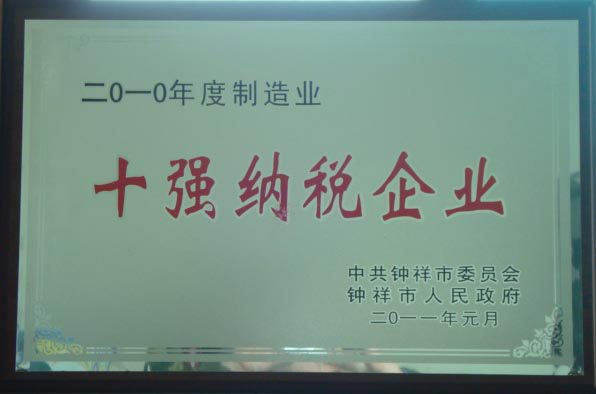 二0一0年度制造业
十强纳税企业
中共钟祥市委员会
钟祥市人民政府
二0一一年元月